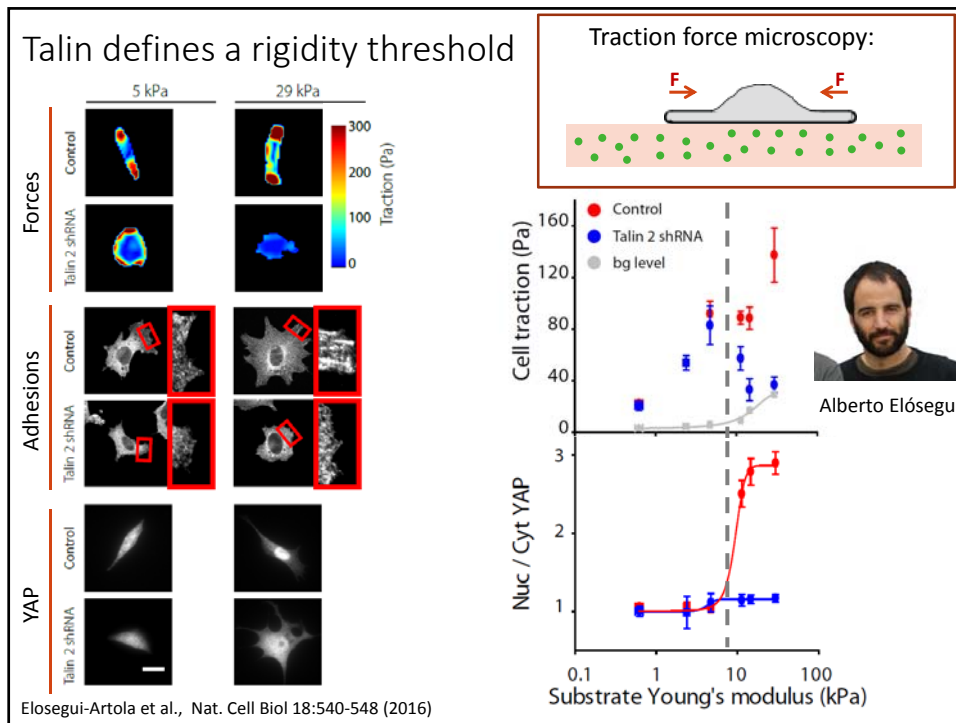 Talin defines a rigidity threshold
5 kPa
29 kPa
Forces
Control
Talin 2 shRNA
300
200
100
0
Traction (Pa)
Adhesions
Control
Talin 2 shRNA
YAP
Control
Talin 2 shRNA
Elosegui-Artola et al., Nat. Cell Biol 18:540-548 (2016)
Traction force microscopy:
F
F
Cell traction (Pa)
160
120
80
40
0
Control
Talin 2 shRNA
bg level
Alberto Elósegui
Nuc / Cyt YAP
3
2
1
0.1
1
10
100
Substrate Young's modulus (kPa)